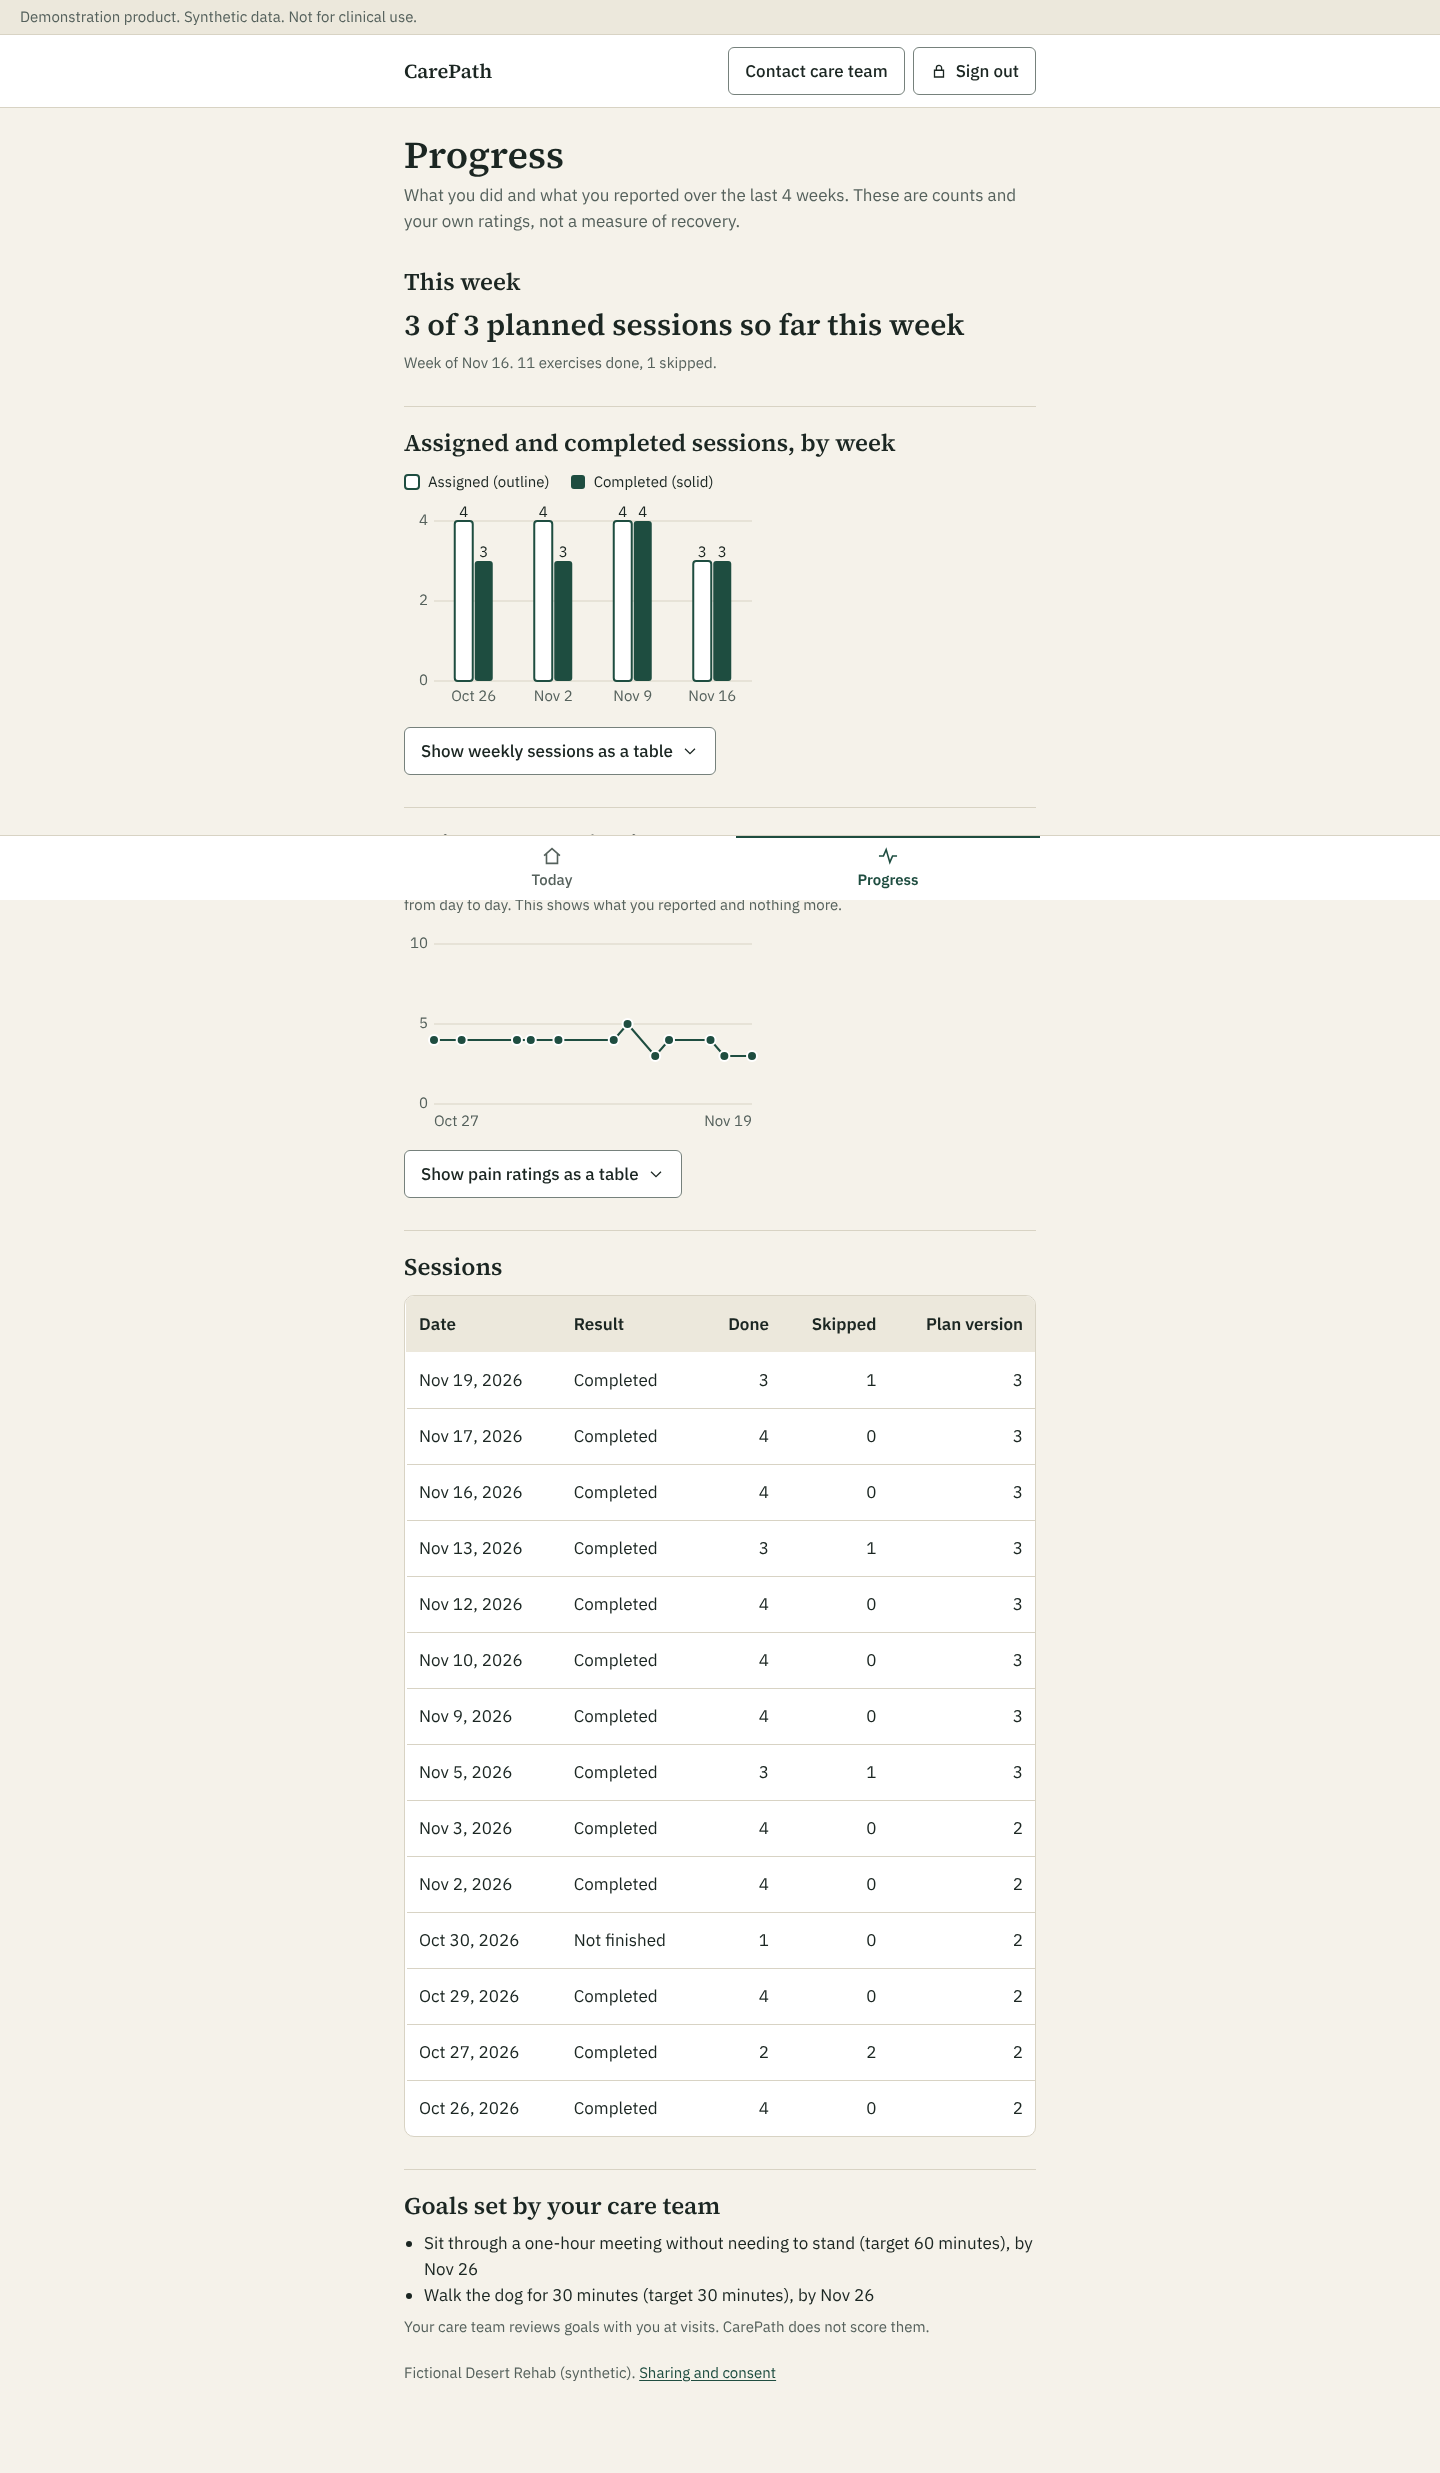 Demonstration product. Synthetic data. Not for clinical use.
CarePath
Contact care team
Sign out
Progress
What you did and what you reported over the last 4 weeks. These are counts and
your own ratings, not a measure of recovery.
This week
3 of 3 planned sessions so far this week
Week of Nov 16. 11 exercises done, 1 skipped.
Assigned and completed sessions, by week
Assigned (outline) Completed (solid)
4 4 4 4
4
3 3 3 3
2
0
Oct 26 Nov 2 Nov 9 Nov 16
Show weekly sessions as a table
Today
Progress
from day to day. This shows what you reported and nothing more.
10
5
0
Oct 27 Nov 19
Show pain ratings as a table
Sessions
Date Result Done Skipped Plan version
Nov 19, 2026 Completed 3 1 3
Nov 17, 2026 Completed 4 0 3
Nov 16, 2026 Completed 4 0 3
Nov 13, 2026 Completed 3 1 3
Nov 12, 2026 Completed 4 0 3
Nov 10, 2026 Completed 4 0 3
Nov 9, 2026 Completed 4 0 3
Nov 5, 2026 Completed 3 1 3
Nov 3, 2026 Completed 4 0 2
Nov 2, 2026 Completed 4 0 2
Oct 30, 2026 Not finished 1 0 2
Oct 29, 2026 Completed 4 0 2
Oct 27, 2026 Completed 2 2 2
Oct 26, 2026 Completed 4 0 2
Goals set by your care team
Sit through a one-hour meeting without needing to stand (target 60 minutes), by
Nov 26
Walk the dog for 30 minutes (target 30 minutes), by Nov 26
Your care team reviews goals with you at visits. CarePath does not score them.
Fictional Desert Rehab (synthetic). Sharing and consent